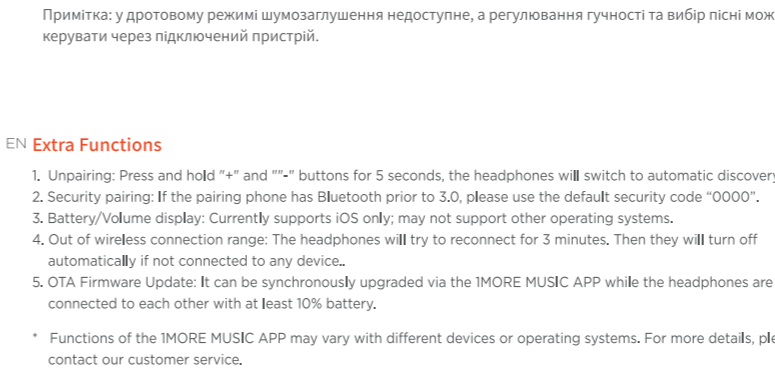 Примітка: у дротовому режимі шумозаглушення недоступне, а регулювання гучності та вибір пісні мож
керувати через підключений пристрій.
EN Extra Functions
1. Unpairing: Press and hold "+" and ""-" buttons for 5 seconds, the headphones will switch to automatic discovery
2. Security pairing: If the pairing phone has Bluetooth prior to 3.0, please use the default security code “0000”.
3. Battery/Volume display: Currently supports iOS only; may not support other operating systems.
4. Out of wireless connection range: The headphones will try to reconnect for 3 minutes. Then they will turn off
automatically if not connected to any device..
5. OTA Firmware Update: It can be synchronously upgraded via the 1MORE MUSIC APP while the headphones are
connected to each other with at least 10% battery.
* Functions of the 1MORE MUSIC APP may vary with different devices or operating systems. For more details, ple
contact our customer service.